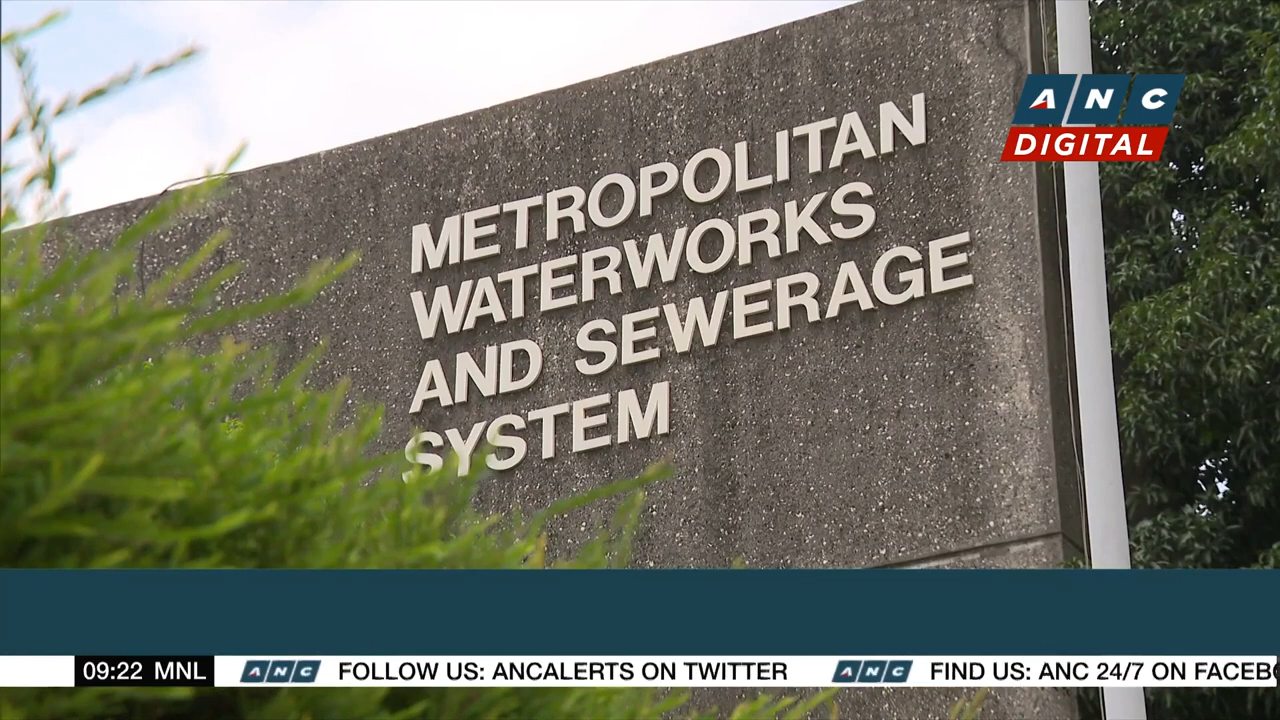 ANC
DIGITAL
METROPOLITAN
WATERWORKS
AND SEWERAGE
SYSTEM
09:22 MNL ANC FOLLOW US: ANCALERTS ON TWITTER ANC FIND US: ANC 24/7 ON FACEB